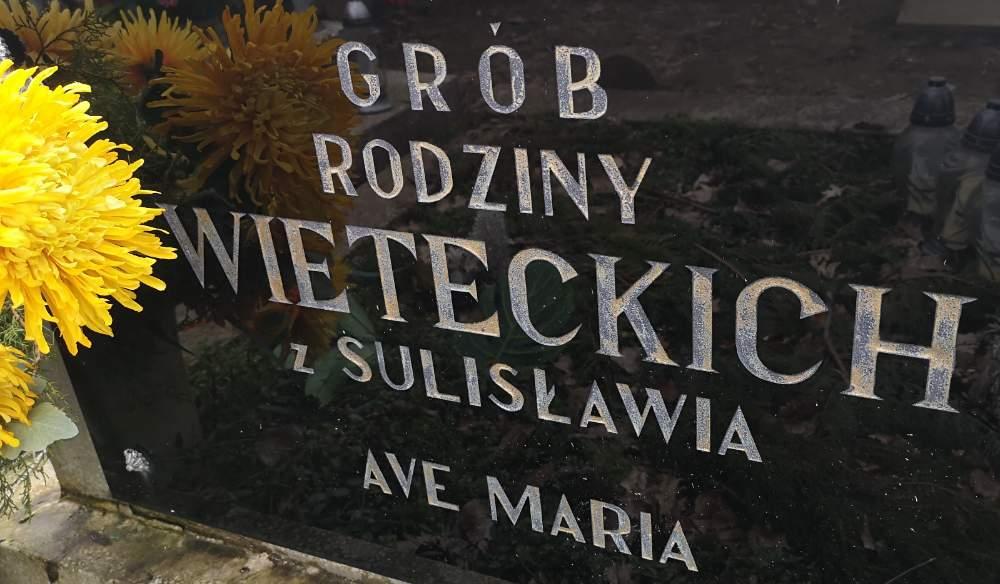 GRÓB
RODZINY
WIETECKICH
z SULISŁAWIA
AVE MARIA